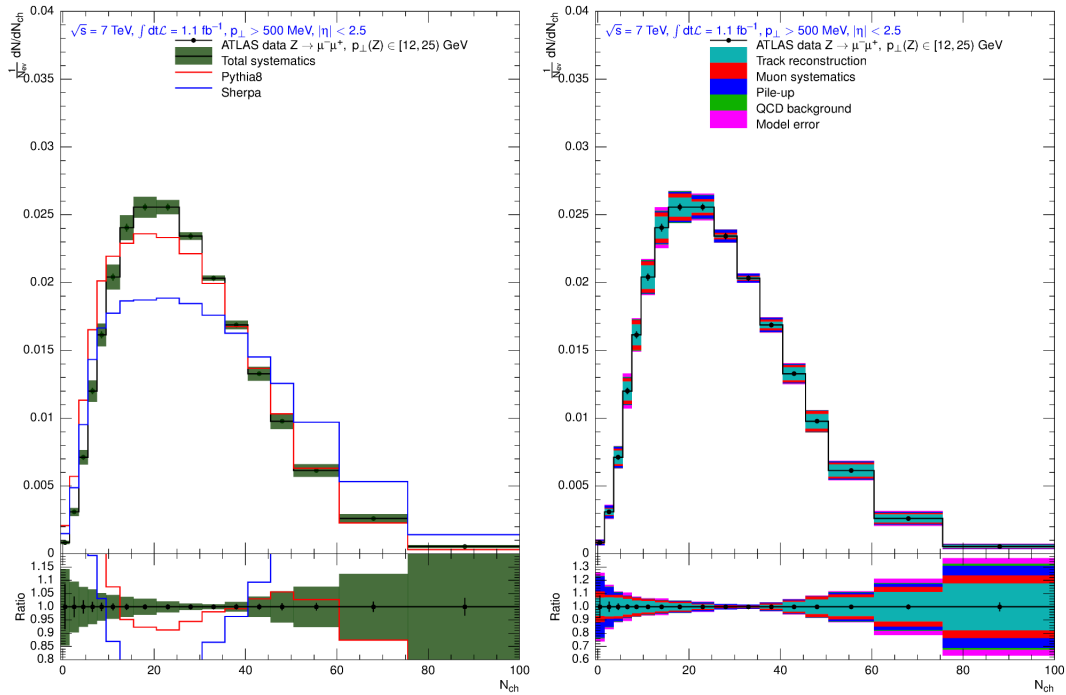 √s = 7 TeV, ∫ dtL = 1.1 fb⁻¹, p⊥ > 500 MeV, |η| < 2.5
ATLAS data Z → μ⁻μ⁺, p⊥(Z) ∈ [12, 25) GeV
Total systematics
Pythia8
Sherpa
1/N_ev dN/dN_ch
0.04
0.035
0.03
0.025
0.02
0.015
0.01
0.005
0
Ratio
1.15
1.1
1.05
1.0
0.95
0.9
0.85
0.8
0 20 40 60 80 100
N_ch
√s = 7 TeV, ∫ dtL = 1.1 fb⁻¹, p⊥ > 500 MeV, |η| < 2.5
ATLAS data Z → μ⁻μ⁺, p⊥(Z) ∈ [12, 25) GeV
Track reconstruction
Muon systematics
Pile-up
QCD background
Model error
1/N_ev dN/dN_ch
0.04
0.035
0.03
0.025
0.02
0.015
0.01
0.005
0
Ratio
1.3
1.2
1.1
1.0
0.9
0.8
0.7
0.6
0 20 40 60 80 100
N_ch